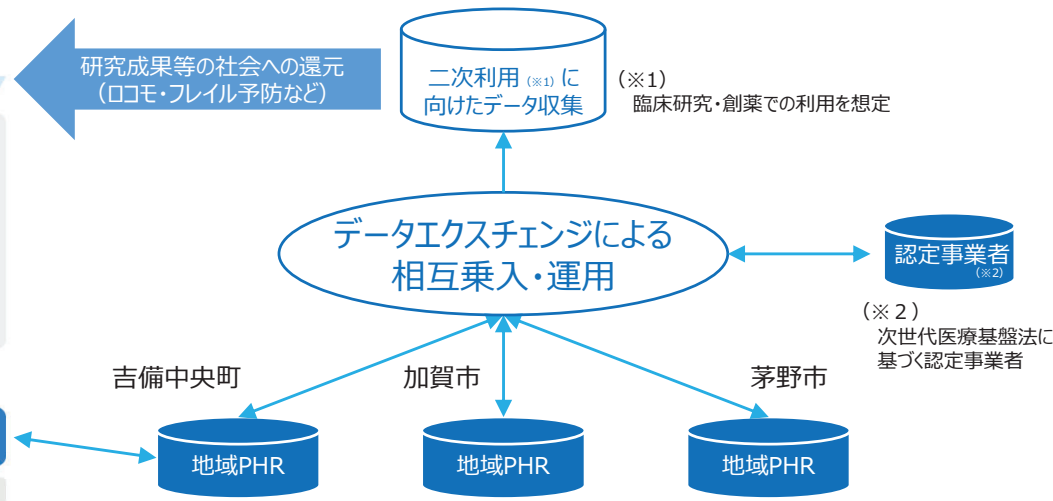 研究成果等の社会への還元
(ロコモ・フレイル予防など)
二次利用(※1)に
向けたデータ収集
(※1)
臨床研究・創薬での利用を想定
データエクスチェンジによる
相互乗入・運用
認定事業者
(※2)
(※２)
次世代医療基盤法に
基づく認定事業者
吉備中央町
加賀市
茅野市
地域PHR
地域PHR
地域PHR